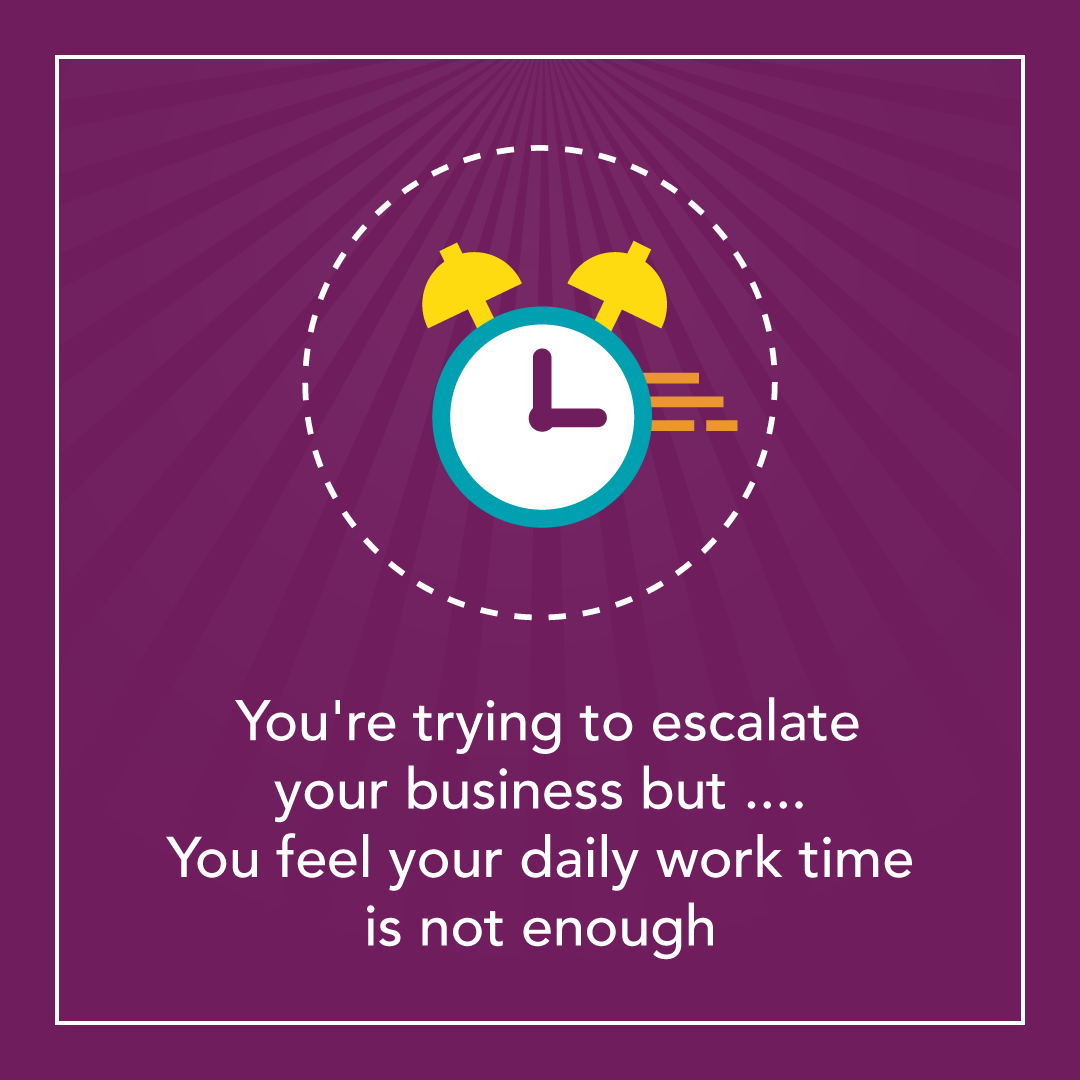 You're trying to escalate
your business but ....
You feel your daily work time
is not enough